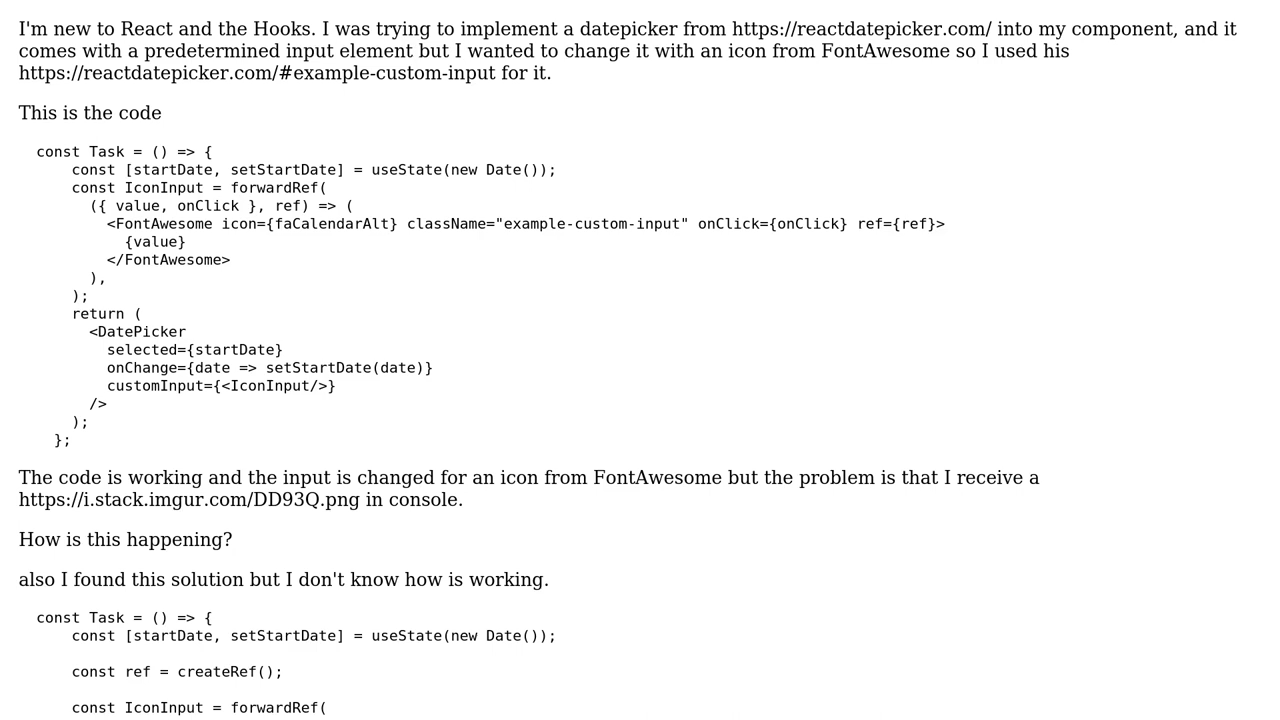 I'm new to React and the Hooks. I was trying to implement a datepicker from https://reactdatepicker.com/ into my component, and it
comes with a predetermined input element but I wanted to change it with an icon from FontAwesome so I used his
https://reactdatepicker.com/#example-custom-input for it.
This is the code
const Task = () => {
const [startDate, setStartDate] = useState(new Date());
const IconInput = forwardRef(
({ value, onClick }, ref) => (
<FontAwesome icon={faCalendarAlt} className="example-custom-input" onClick={onClick} ref={ref}>
{value}
</FontAwesome>
),
);
return (
<DatePicker
selected={startDate}
onChange={date => setStartDate(date)}
customInput={<IconInput/>}
/>
);
};
The code is working and the input is changed for an icon from FontAwesome but the problem is that I receive a
https://i.stack.imgur.com/DD93Q.png in console.
How is this happening?
also I found this solution but I don't know how is working.
const Task = () => {
const [startDate, setStartDate] = useState(new Date());
const ref = createRef();
const IconInput = forwardRef(